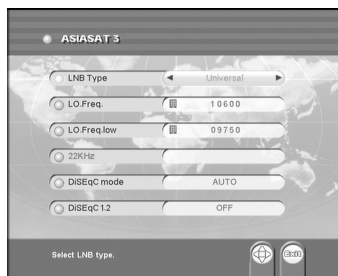 ASIASAT 3
LNB Type Universal
LO.Freq. 10600
LO.Freq.low 09750
22KHz
DiSEqC mode AUTO
DiSEqC 1.2 OFF
Select LNB type.
Exit